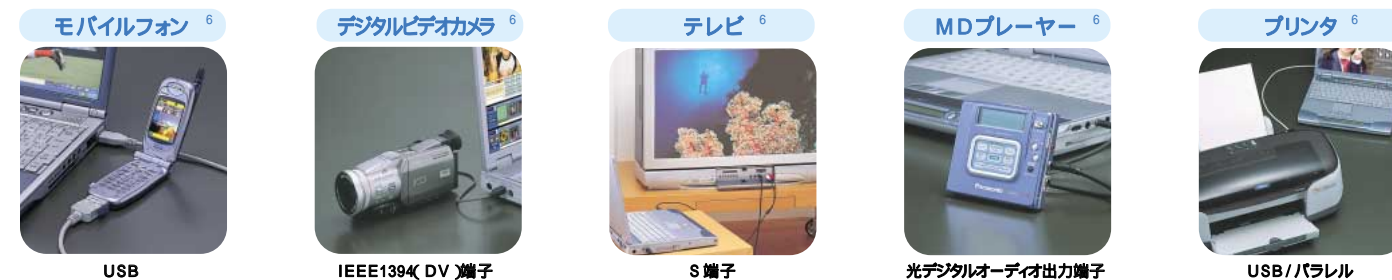 モバイルフォン 6
デジタルビデオカメラ 6
テレビ 6
MDプレーヤー 6
プリンタ 6
Panasonic
USB
IEEE1394( DV )端子
S端子
光デジタルオーディオ出力端子
USB/パラレル